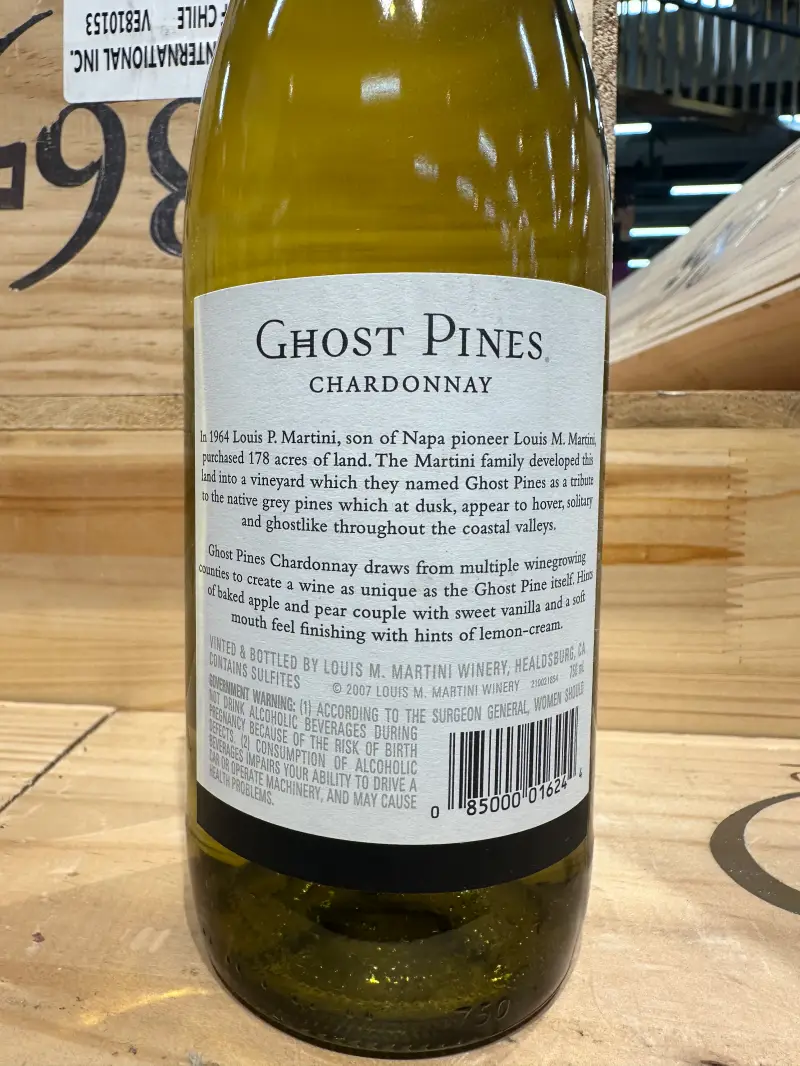 F CHILE VE810153
NTERNATIONAL INC.
GHOST PINES
CHARDONNAY
In 1964 Louis P. Martini, son of Napa pioneer Louis M. Martini,
purchased 178 acres of land. The Martini family developed this
land into a vineyard which they named Ghost Pines as a tribute
to the native grey pines which at dusk, appear to hover, solitary
and ghostlike throughout the coastal valleys.
Ghost Pines Chardonnay draws from multiple winegrowing
counties to create a wine as unique as the Ghost Pine itself. Hints
of baked apple and pear couple with sweet vanilla and a soft
mouth feel finishing with hints of lemon-cream.
VINTED & BOTTLED BY LOUIS M. MARTINI WINERY, HEALDSBURG, CA
CONTAINS SULFITES © 2007 LOUIS M. MARTINI WINERY 219021654 750 mL
GOVERNMENT WARNING: (1) ACCORDING TO THE SURGEON GENERAL, WOMEN SHOULD
NOT DRINK ALCOHOLIC BEVERAGES DURING
PREGNANCY BECAUSE OF THE RISK OF BIRTH
DEFECTS. (2) CONSUMPTION OF ALCOHOLIC
BEVERAGES IMPAIRS YOUR ABILITY TO DRIVE A
CAR OR OPERATE MACHINERY, AND MAY CAUSE
HEALTH PROBLEMS.
0 85000 01624 4
750